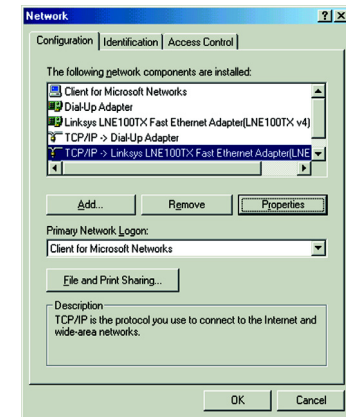 Network
Configuration Identification Access Control
The following network components are installed:
Client for Microsoft Networks
Dial-Up Adapter
Linksys LNE100TX Fast Ethernet Adapter(LNE100TX v4)
TCP/IP -> Dial-Up Adapter
TCP/IP -> Linksys LNE100TX Fast Ethernet Adapter(LNE
Add... Remove Properties
Primary Network Logon:
Client for Microsoft Networks
File and Print Sharing...
Description
TCP/IP is the protocol you use to connect to the Internet and
wide-area networks.
OK Cancel